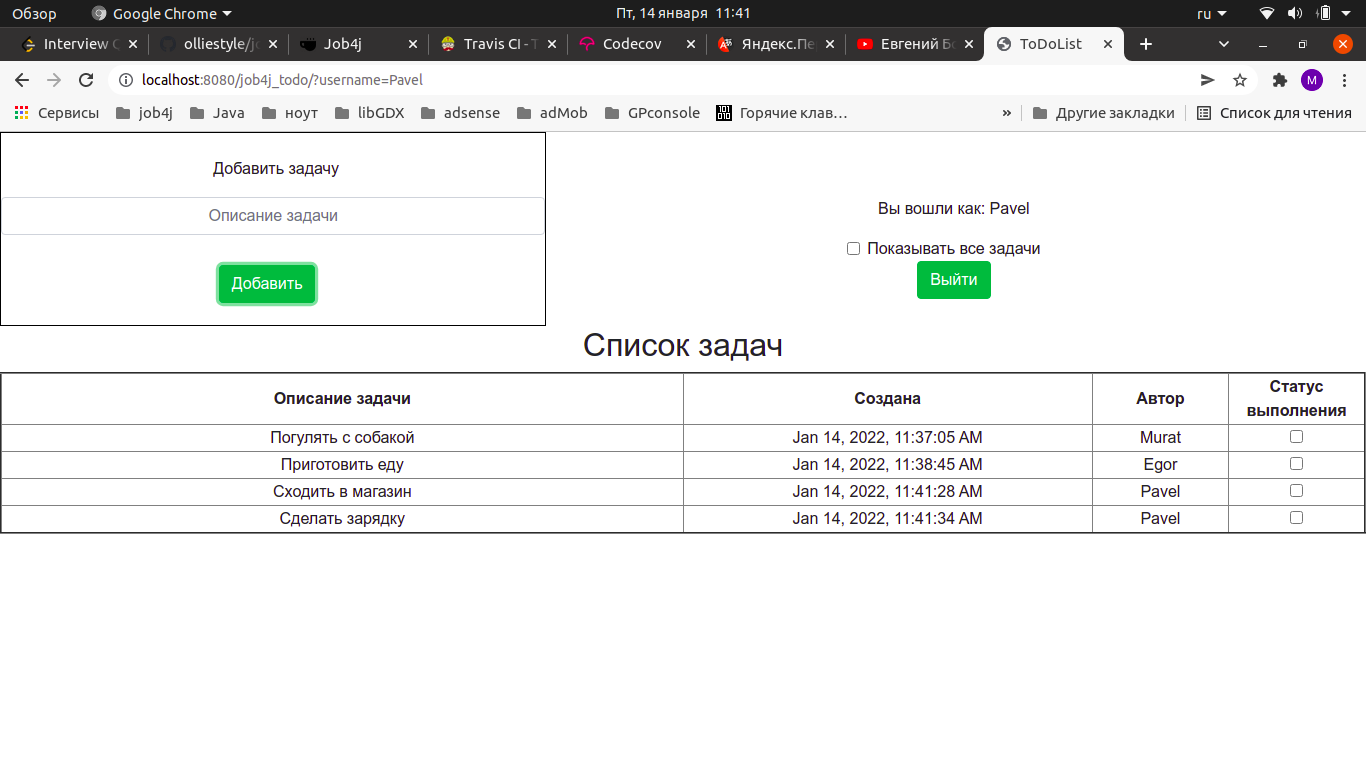 Обзор Google Chrome Пт, 14 января 11:41 ru
Interview olliestyle/jo Job4j Travis CI - T Codecov Яндекс.Пе Евгений Бо ToDoList
localhost:8080/job4j_todo/?username=Pavel M
Сервисы job4j Java ноут libGDX adsense adMob GPconsole Горячие клав… » Другие закладки Список для чтения
Добавить задачу
Описание задачи
Добавить
Вы вошли как: Pavel
Показывать все задачи
Выйти
Список задач
Описание задачи Создана Автор Статус выполнения
Погулять с собакой Jan 14, 2022, 11:37:05 AM Murat
Приготовить еду Jan 14, 2022, 11:38:45 AM Egor
Сходить в магазин Jan 14, 2022, 11:41:28 AM Pavel
Сделать зарядку Jan 14, 2022, 11:41:34 AM Pavel